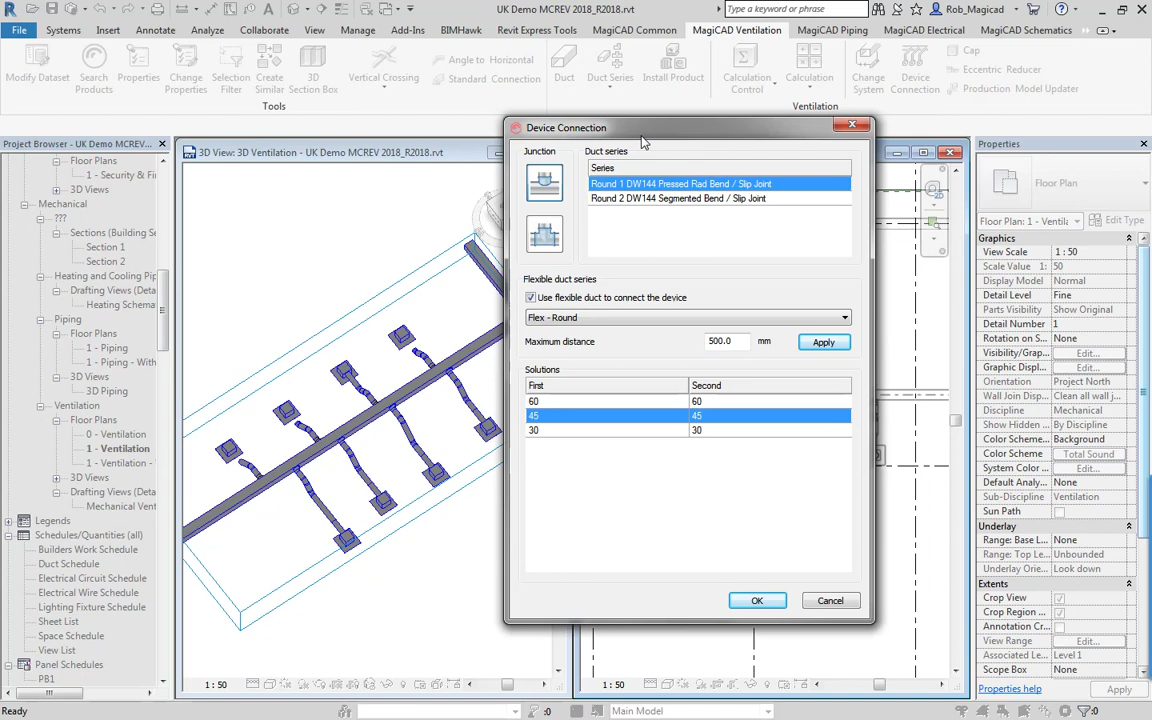 UK Demo MCREV 2018_R2018.rvt
Type a keyword or phrase
Rob_Magicad
File
Systems
Insert
Annotate
Analyze
Collaborate
View
Manage
Add-Ins
BIMHawk
Revit Express Tools
MagiCAD Common
MagiCAD Ventilation
MagiCAD Piping
MagiCAD Electrical
MagiCAD Schematics
Modify Dataset
Search Products
Properties
Change Properties
Selection Filter
Create Similar
3D Section Box
Vertical Crossing
Angle to Horizontal
Standard Connection
Duct
Duct Series
Install Product
Calculation Control
Calculation
Change System
Device Connection
Cap
Eccentric Reducer
Production Model Updater
Tools
Ventilation
Project Browser - UK Demo MCREV...
Floor Plans
1 - Security & Fi
3D Views
Mechanical
???
Sections (Building Se
Section 1
Section 2
Heating and Cooling Pip
Drafting Views (Deta
Heating Schema
Piping
Floor Plans
1 - Piping
1 - Piping - With
3D Views
3D Piping
Ventilation
Floor Plans
0 - Ventilation
1 - Ventilation
1 - Ventilation -
3D Views
Drafting Views (Deta
Mechanical Vent
Legends
Schedules/Quantities (all)
Builders Work Schedule
Duct Schedule
Electrical Circuit Schedule
Electrical Wire Schedule
Lighting Fixture Schedule
Sheet List
Space Schedule
View List
Panel Schedules
PB1
3D View: 3D Ventilation - UK Demo MCREV 2018_R2018.rvt
1 : 50
Device Connection
Junction
Duct series
Series
Round 1 DW144 Pressed Rad Bend / Slip Joint
Round 2 DW144 Segmented Bend / Slip Joint
Flexible duct series
Use flexible duct to connect the device
Flex - Round
Maximum distance
500.0
mm
Apply
Solutions
First Second
60 60
45 45
30 30
OK
Cancel
1 : 50
Properties
Floor Plan
Floor Plan: 1 - Ventila
Edit Type
Graphics
View Scale 1 : 50
Scale Value 1: 50
Display Model Normal
Detail Level Fine
Parts Visibility Show Original
Detail Number 1
Rotation on S... None
Visibility/Grap... Edit...
Graphic Displ... Edit...
Orientation Project North
Wall Join Disp... Clean all wall j...
Discipline Mechanical
Show Hidden ... By Discipline
Color Scheme... Background
Color Scheme Total Sound
System Color ... Edit...
Default Analy... None
Sub-Discipline Ventilation
Sun Path
Underlay
Range: Base L... None
Range: Top Le... Unbounded
Underlay Orie... Look down
Extents
Crop View
Crop Region ...
Annotation Cr...
View Range Edit...
Associated Le... Level 1
Scope Box None
Properties help
Apply
Ready
:0
Main Model
:0